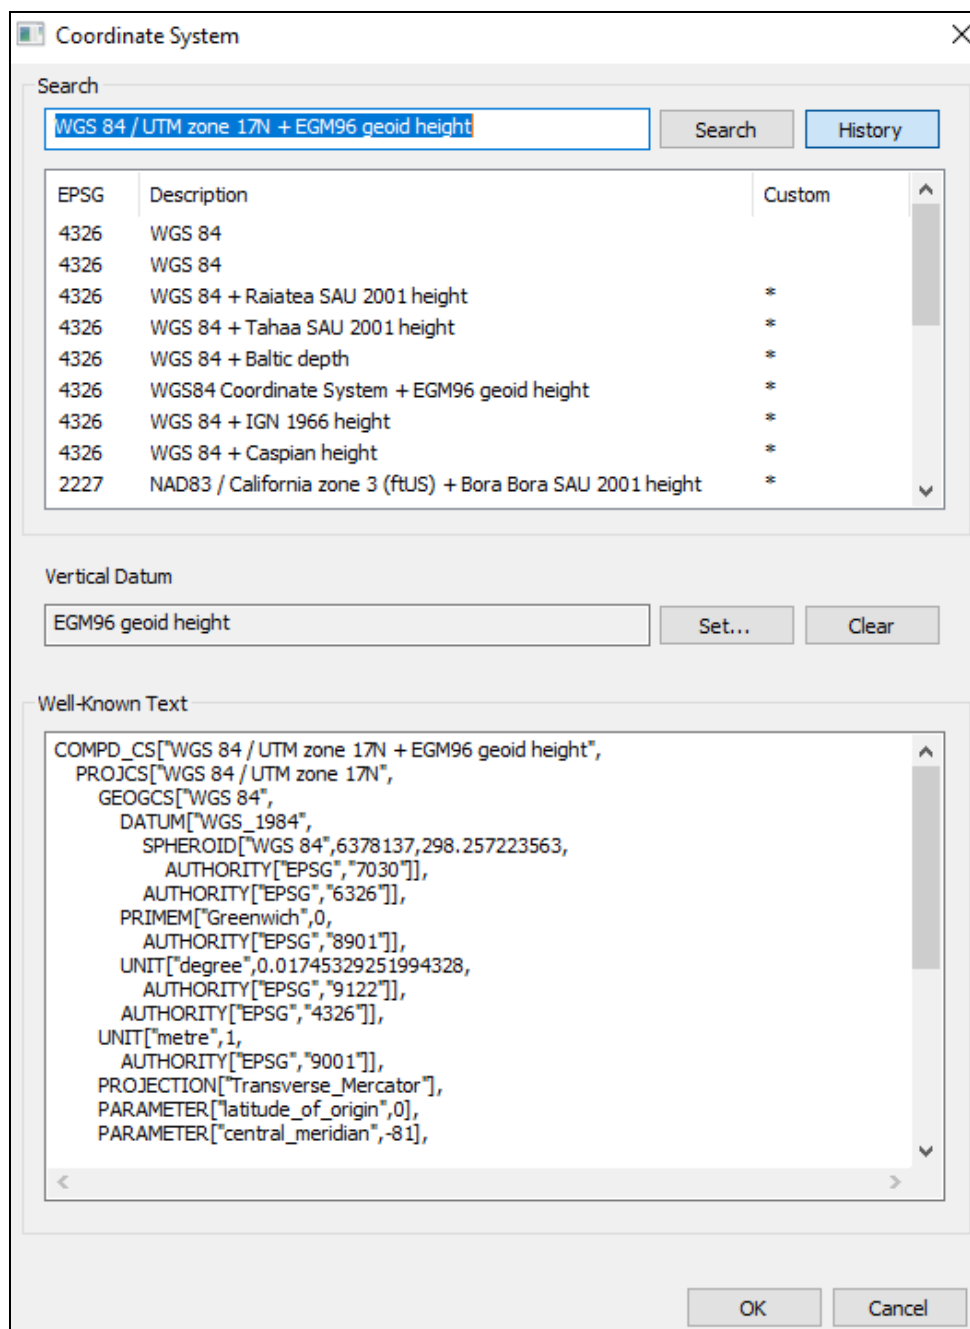 Coordinate System
Search
WGS 84 / UTM zone 17N + EGM96 geoid height Search History
EPSG Description Custom
4326 WGS 84
4326 WGS 84
4326 WGS 84 + Raiatea SAU 2001 height *
4326 WGS 84 + Tahaa SAU 2001 height *
4326 WGS 84 + Baltic depth *
4326 WGS84 Coordinate System + EGM96 geoid height *
4326 WGS 84 + IGN 1966 height *
4326 WGS 84 + Caspian height *
2227 NAD83 / California zone 3 (ftUS) + Bora Bora SAU 2001 height *
Vertical Datum
EGM96 geoid height Set... Clear
Well-Known Text
COMPD_CS["WGS 84 / UTM zone 17N + EGM96 geoid height",
PROJCS["WGS 84 / UTM zone 17N",
GEOGCS["WGS 84",
DATUM["WGS_1984",
SPHEROID["WGS 84",6378137,298.257223563,
AUTHORITY["EPSG","7030"]],
AUTHORITY["EPSG","6326"]],
PRIMEM["Greenwich",0,
AUTHORITY["EPSG","8901"]],
UNIT["degree",0.01745329251994328,
AUTHORITY["EPSG","9122"]],
AUTHORITY["EPSG","4326"]],
UNIT["metre",1,
AUTHORITY["EPSG","9001"]],
PROJECTION["Transverse_Mercator"],
PARAMETER["latitude_of_origin",0],
PARAMETER["central_meridian",-81],
OK Cancel